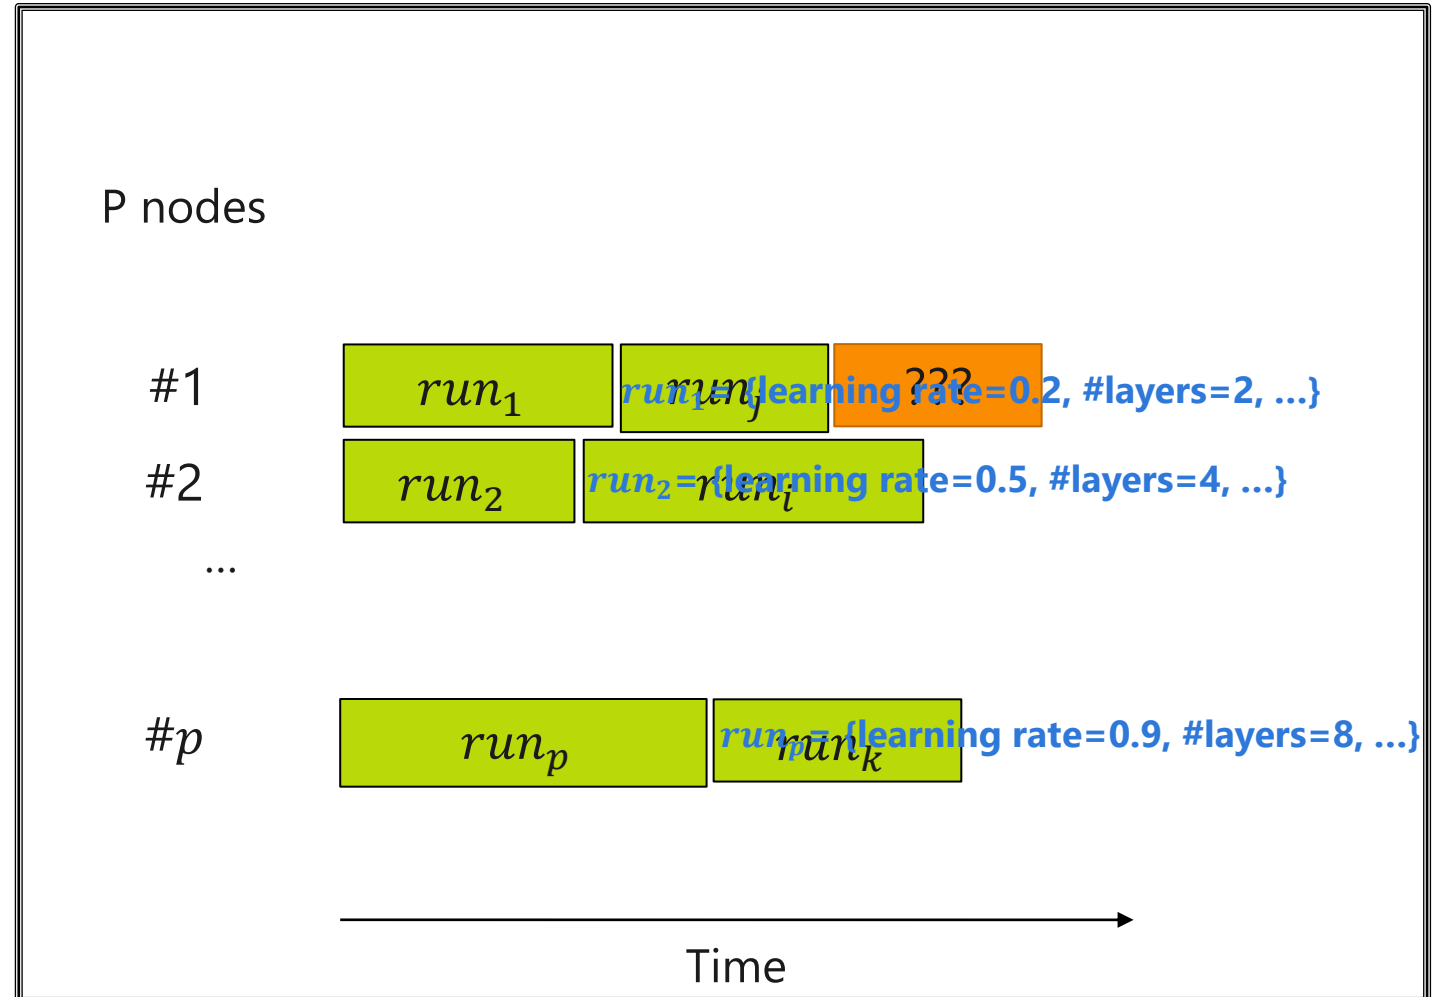 P nodes
#1
run₁
runⱼ
???
run₁= {learning rate=0.2, #layers=2, ...}
#2
run₂
runᵢ
run₂= {learning rate=0.5, #layers=4, ...}
...
#p
runₚ
runₖ
runₚ= {learning rate=0.9, #layers=8, ...}
Time